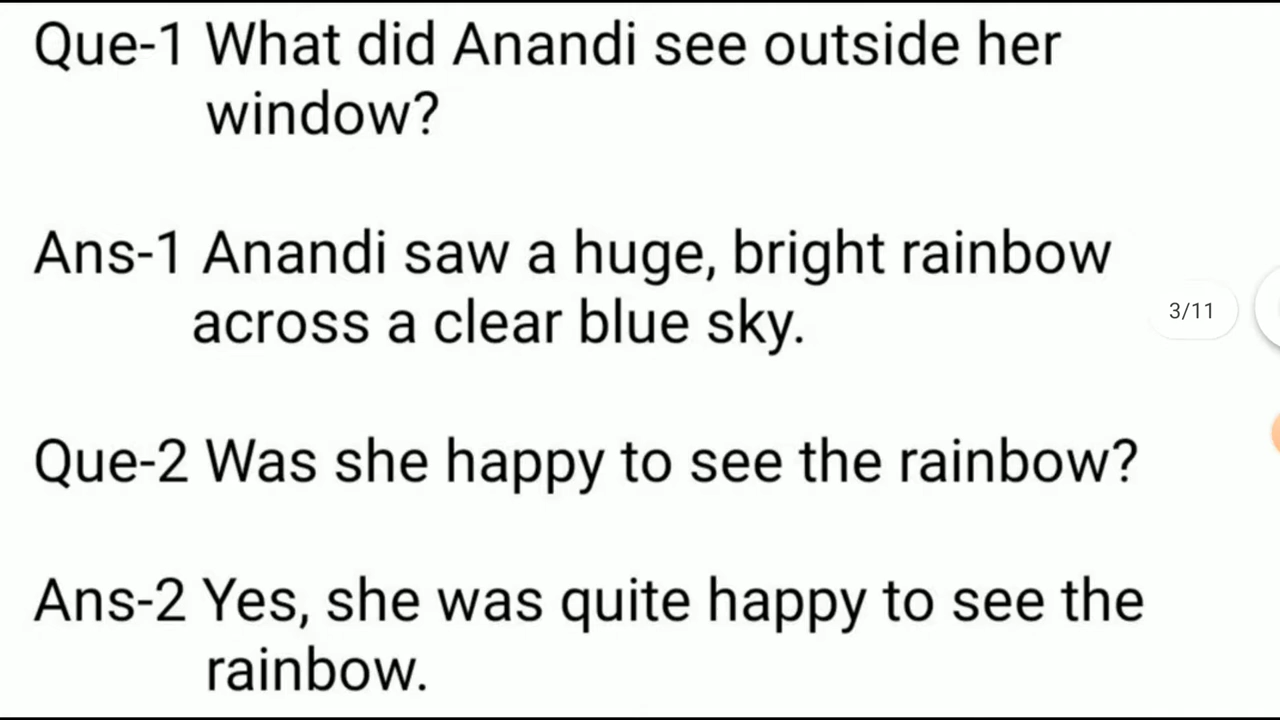 Que-1 What did Anandi see outside her
window?
Ans-1 Anandi saw a huge, bright rainbow
across a clear blue sky.
3/11
Que-2 Was she happy to see the rainbow?
Ans-2 Yes, she was quite happy to see the
rainbow.